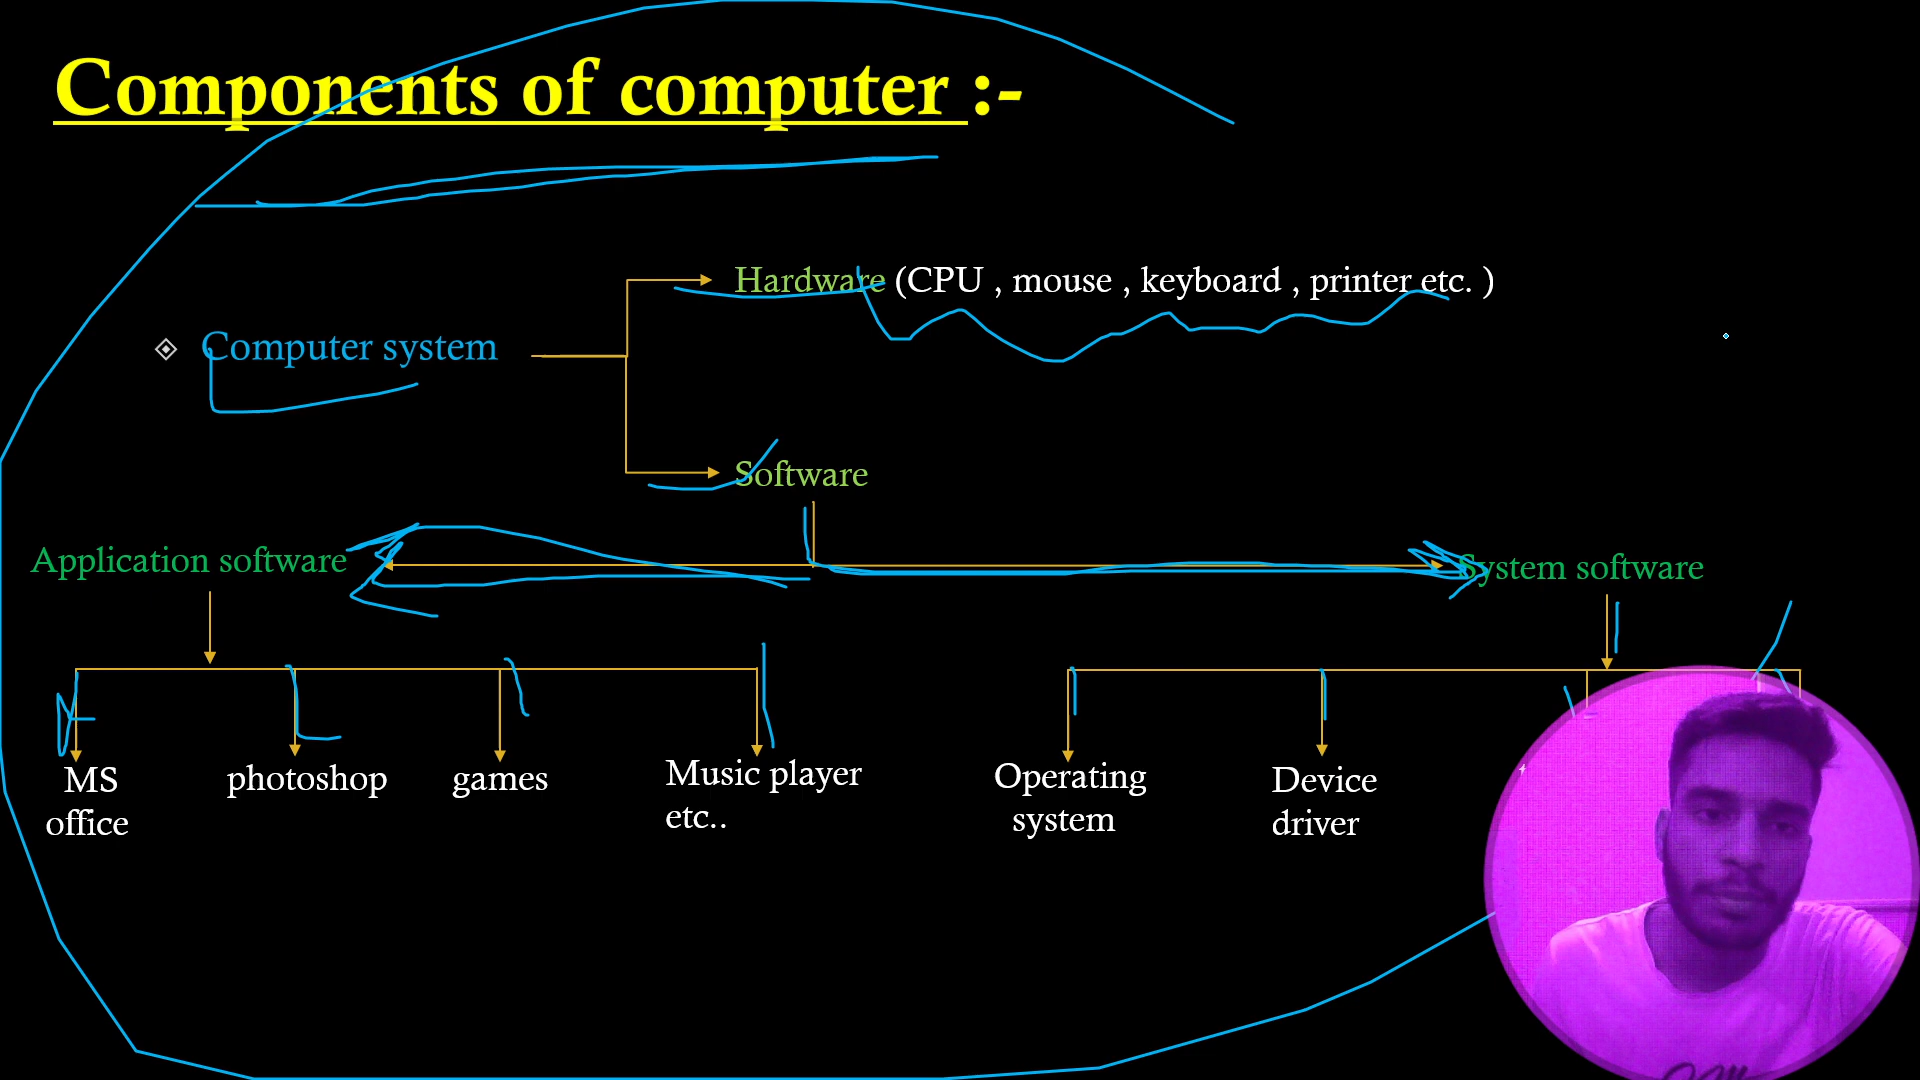 Components of computer :-
Hardware (CPU , mouse , keyboard , printer etc. )
Computer system
Software
Application software
System software
MS office
photoshop
games
Music player etc..
Operating system
Device driver